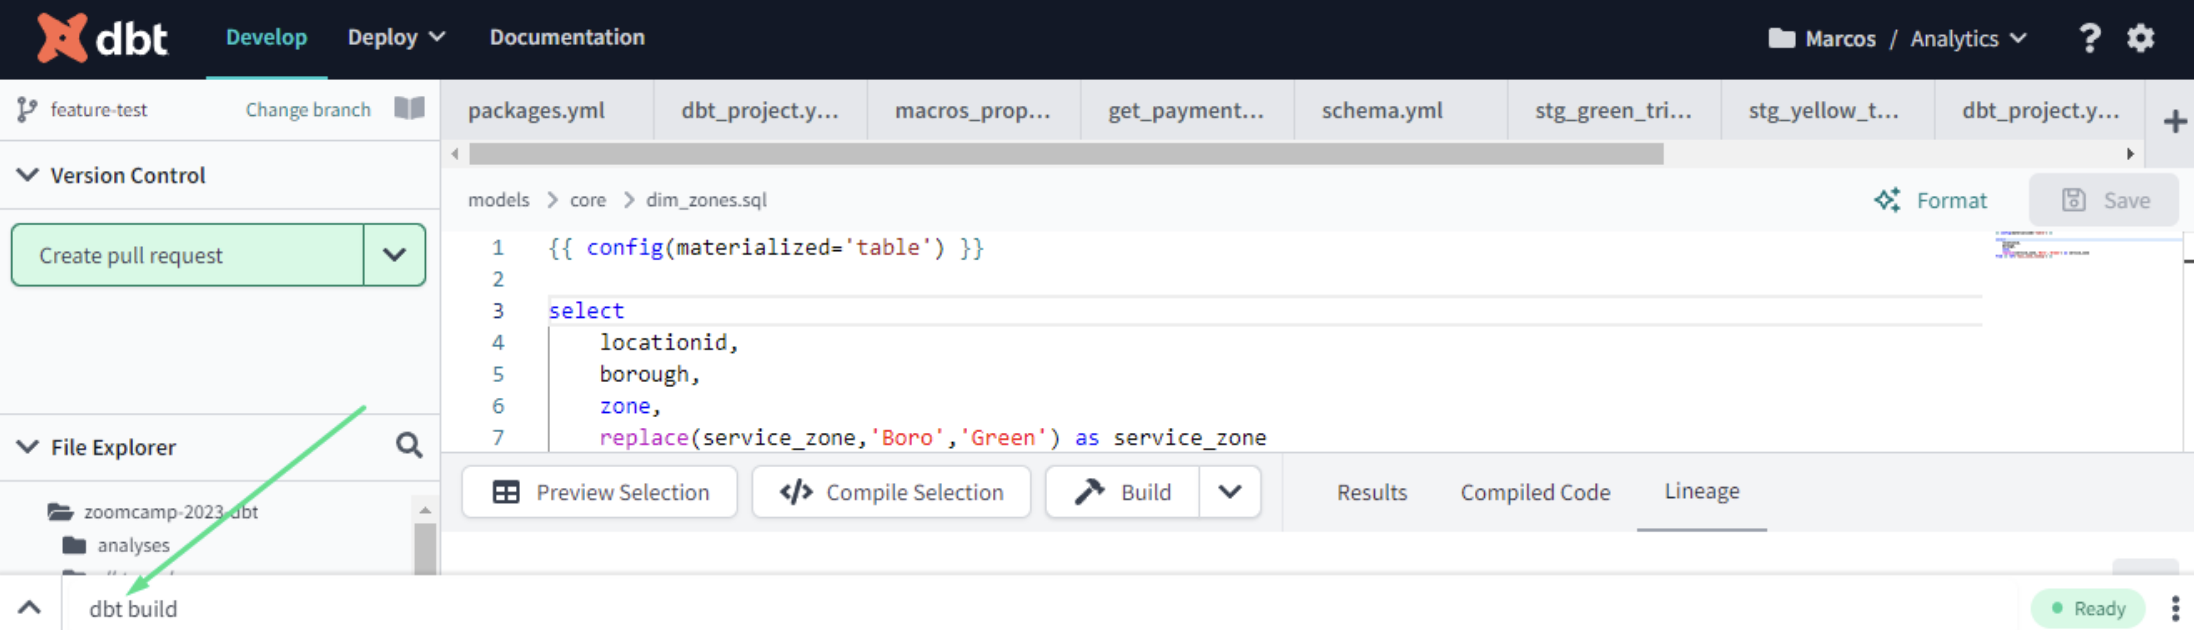 dbt Develop Deploy Documentation Marcos / Analytics ?
feature-test Change branch
packages.yml dbt_project.y... macros_prop... get_payment... schema.yml stg_green_tri... stg_yellow_t... dbt_project.y... +
Version Control
models > core > dim_zones.sql Format Save
Create pull request
1 {{ config(materialized='table') }}
2
3 select
4 locationid,
5 borough,
6 zone,
7 replace(service_zone,'Boro','Green') as service_zone
File Explorer
zoomcamp-2023-dbt
analyses
Preview Selection </> Compile Selection Build Results Compiled Code Lineage
dbt build Ready